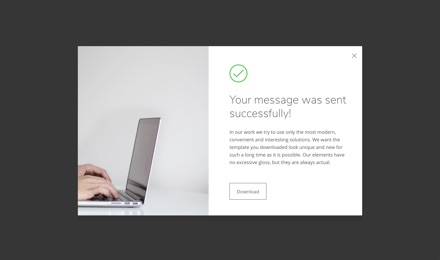 Your message was sent
successfully!
In our work we try to use only the most modern,
convenient and interesting solutions. We want the
template you downloaded look unique and new for
such a long time as it is possible. Our elements have
no excessive gloss, but they are always actual.
Download